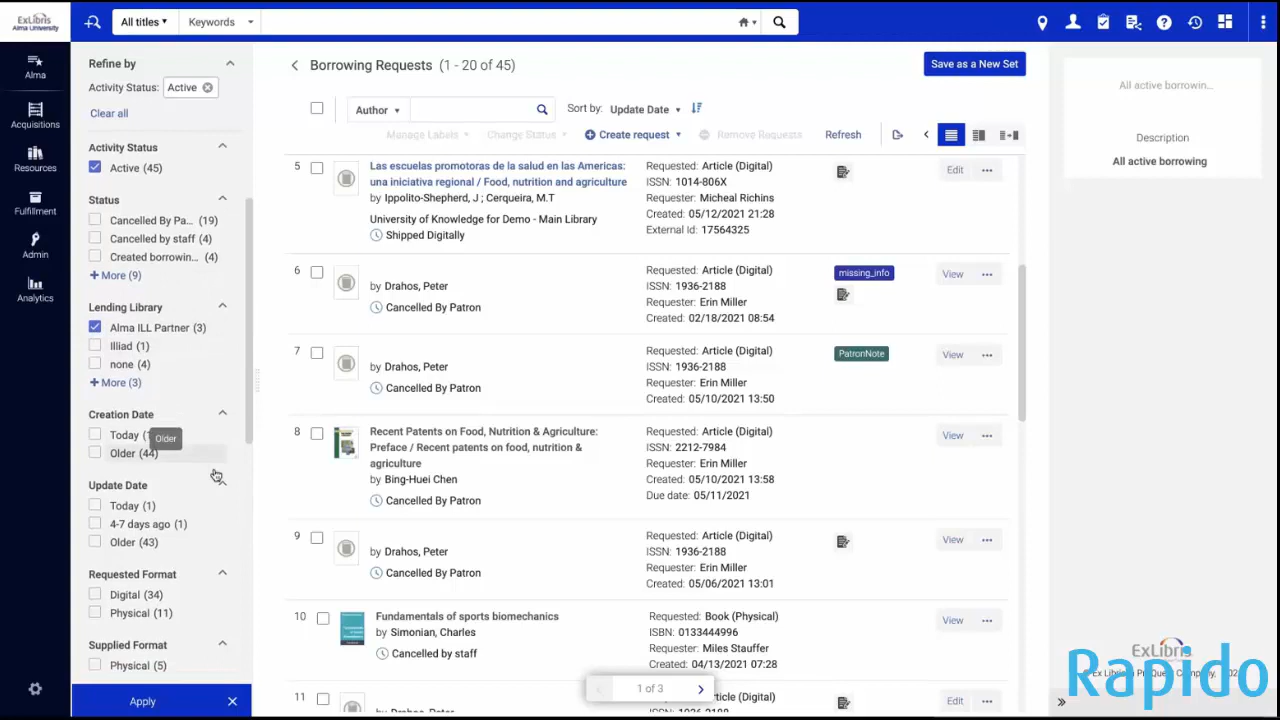 ExLibris
Alma University
All titles
Keywords
Alma
Acquisitions
Resources
Fulfillment
Admin
Analytics
Refine by
Activity Status: Active
Clear all
Activity Status
Active (45)
Status
Cancelled By Pa... (19)
Cancelled by staff (4)
Created borrowin... (4)
+ More (9)
Lending Library
Alma ILL Partner (3)
Illiad (1)
none (4)
+ More (3)
Creation Date
Today
Older
Older (44)
Update Date
Today (1)
4-7 days ago (1)
Older (43)
Requested Format
Digital (34)
Physical (11)
Supplied Format
Physical (5)
Apply
Borrowing Requests (1 - 20 of 45)
Save as a New Set
Author
Sort by: Update Date
Manage Labels
Change Status
Create request
Remove Requests
Refresh
5
Las escuelas promotoras de la salud en las Americas:
una iniciativa regional / Food, nutrition and agriculture
by Ippolito-Shepherd, J ; Cerqueira, M.T
University of Knowledge for Demo - Main Library
Shipped Digitally
Requested: Article (Digital)
ISSN: 1014-806X
Requester: Micheal Richins
Created: 05/12/2021 21:28
External Id: 17564325
Edit
6
by Drahos, Peter
Cancelled By Patron
Requested: Article (Digital)
ISSN: 1936-2188
Requester: Erin Miller
Created: 02/18/2021 08:54
missing_info
View
7
by Drahos, Peter
Cancelled By Patron
Requested: Article (Digital)
ISSN: 1936-2188
Requester: Erin Miller
Created: 05/10/2021 13:50
PatronNote
View
8
Recent Patents on Food, Nutrition & Agriculture:
Preface / Recent patents on food, nutrition &
agriculture
by Bing-Huei Chen
Cancelled By Patron
Requested: Article (Digital)
ISSN: 2212-7984
Requester: Erin Miller
Created: 05/10/2021 13:58
Due date: 05/11/2021
View
9
by Drahos, Peter
Cancelled By Patron
Requested: Article (Digital)
ISSN: 1936-2188
Requester: Erin Miller
Created: 05/06/2021 13:01
View
10
Fundamentals of sports biomechanics
by Simonian, Charles
Cancelled by staff
Requested: Book (Physical)
ISBN: 0133444996
Requester: Miles Stauffer
Created: 04/13/2021 07:28
View
11
Edit
1 of 3
All active borrowin...
Description
All active borrowing
ExLibris
Rapido